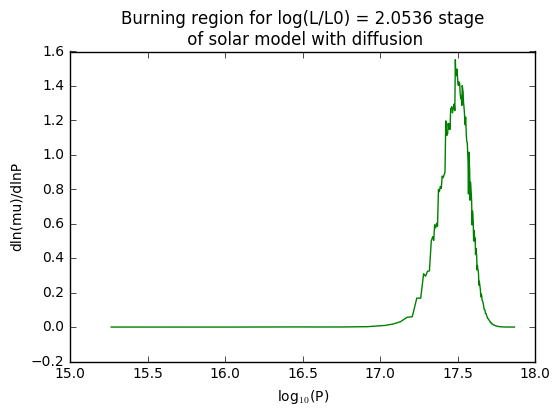 Burning region for log(L/L0) = 2.0536 stage
of solar model with diffusion
dln(mu)/dlnP
1.6
1.4
1.2
1.0
0.8
0.6
0.4
0.2
0.0
−0.2
15.0 15.5 16.0 16.5 17.0 17.5 18.0
log₁₀(P)